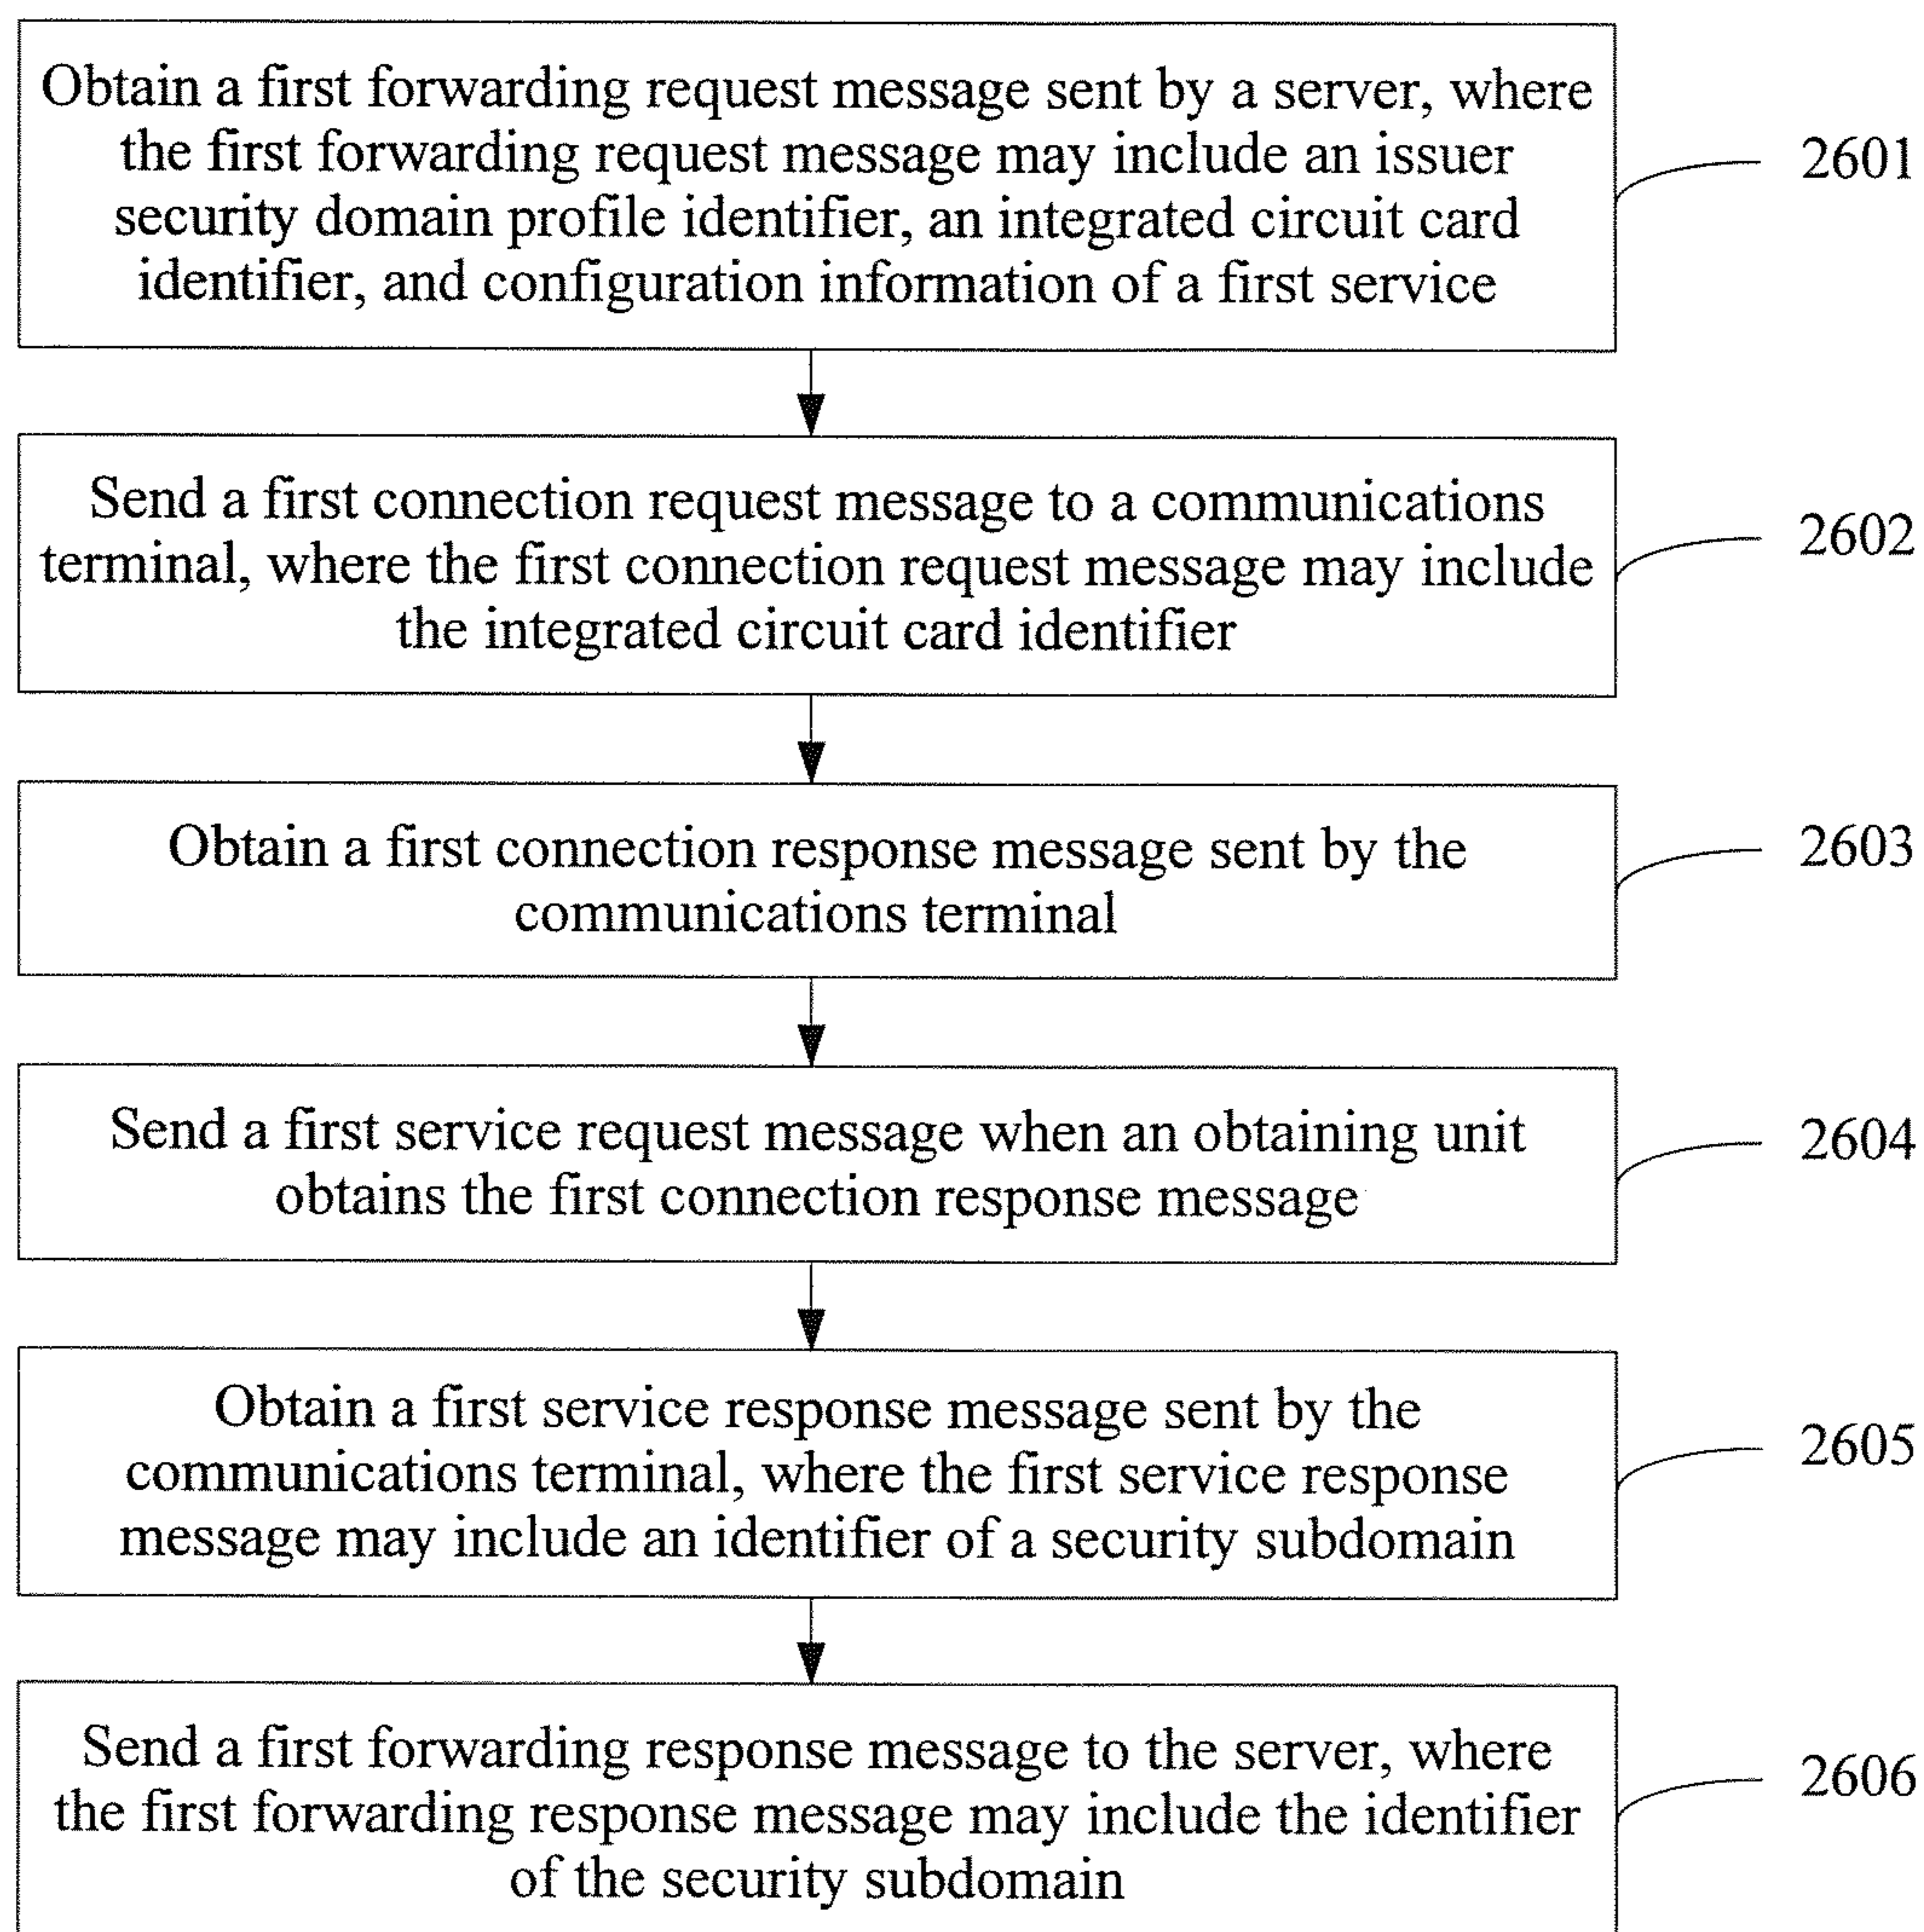 Obtain a first forwarding request message sent by a server, where
the first forwarding request message may include an issuer
security domain profile identifier, an integrated circuit card
identifier, and configuration information of a first service
2601
Send a first connection request message to a communications
terminal, where the first connection request message may include
the integrated circuit card identifier
2602
Obtain a first connection response message sent by the
communications terminal
2603
Send a first service request message when an obtaining unit
obtains the first connection response message
2604
Obtain a first service response message sent by the
communications terminal, where the first service response
message may include an identifier of a security subdomain
2605
Send a first forwarding response message to the server, where
the first forwarding response message may include the identifier
of the security subdomain
2606